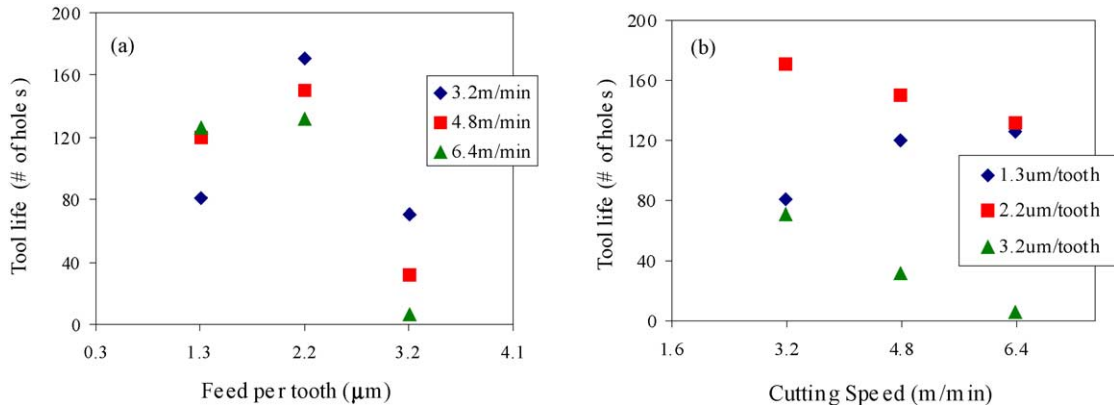 (a)
Tool life (# of hole s)
200
160
120
80
40
0
0.3 1.3 2.2 3.2 4.1
Feed per tooth (μm)
3.2m/min
4.8m/min
6.4m/min
(b)
Tool life (# of hole s)
200
160
120
80
40
0
1.6 3.2 4.8 6.4
Cutting Speed (m/min)
1.3um/tooth
2.2um/tooth
3.2um/tooth